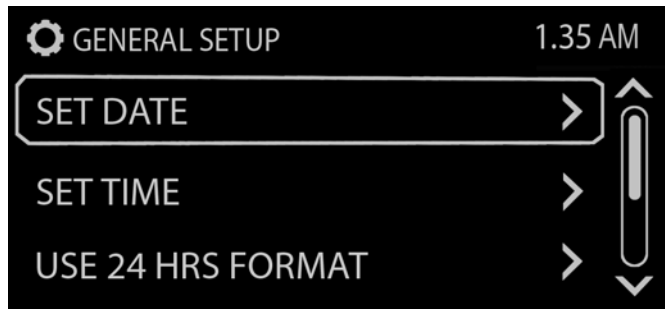 GENERAL SETUP 1.35 AM
SET DATE
SET TIME
USE 24 HRS FORMAT